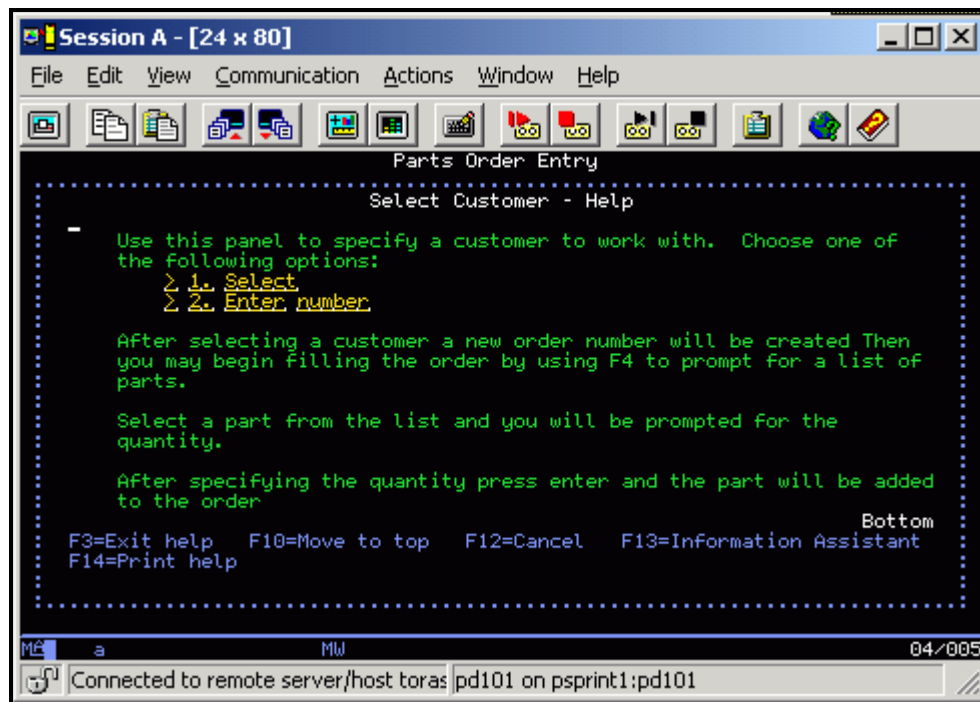 Session A - [24 x 80]
File Edit View Communication Actions Window Help
Parts Order Entry
Select Customer - Help
Use this panel to specify a customer to work with. Choose one of
the following options:
> 1. Select
> 2. Enter number
After selecting a customer a new order number will be created Then
you may begin filling the order by using F4 to prompt for a list of
parts.
Select a part from the list and you will be prompted for the
quantity.
After specifying the quantity press enter and the part will be added
to the order
Bottom
F3=Exit help F10=Move to top F12=Cancel F13=Information Assistant
F14=Print help
a MW 04/005
Connected to remote server/host toras pd101 on psprint1:pd101